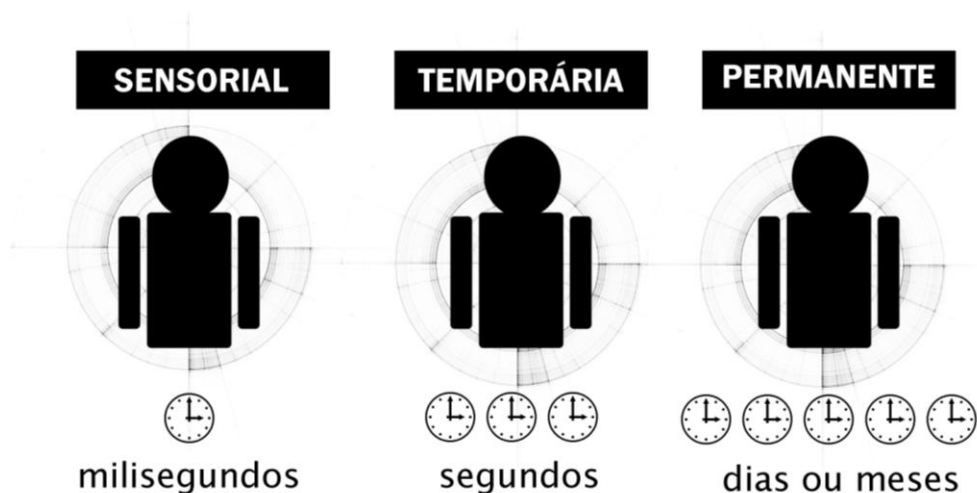 SENSORIAL
TEMPORÁRIA
PERMANENTE
milisegundos
segundos
dias ou meses